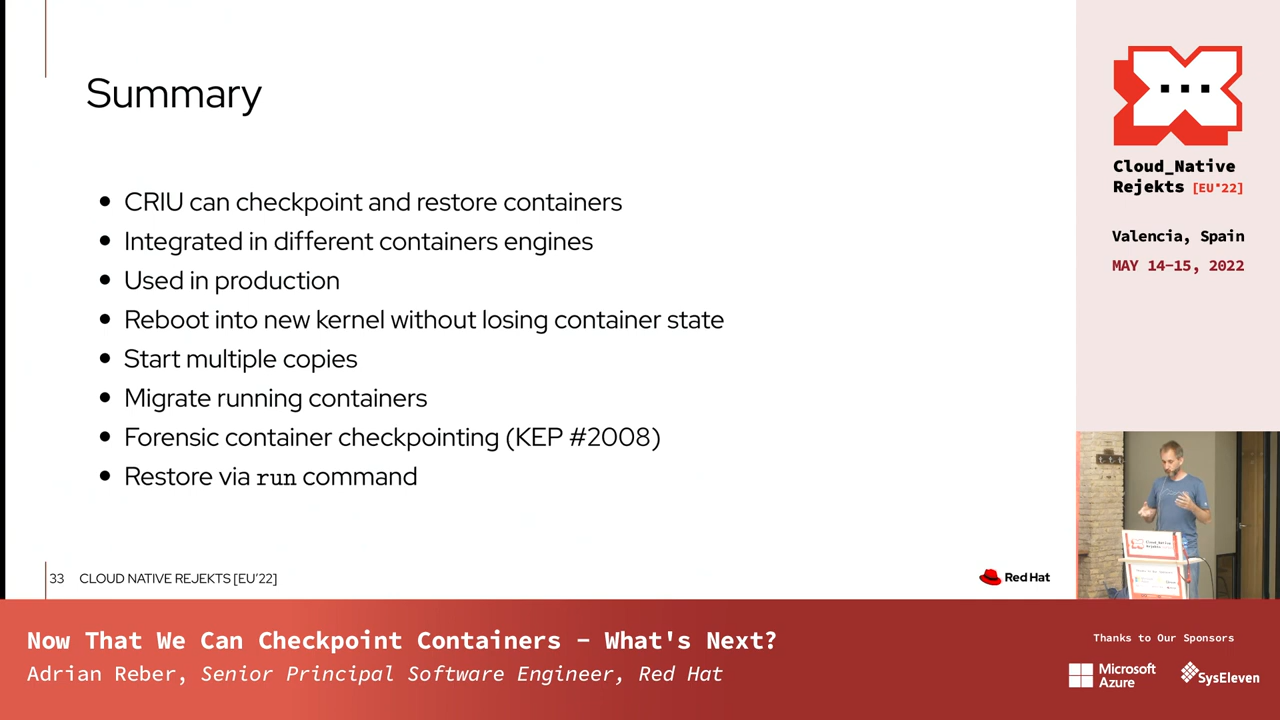 Summary
CRIU can checkpoint and restore containers
Integrated in different containers engines
Used in production
Reboot into new kernel without losing container state
Start multiple copies
Migrate running containers
Forensic container checkpointing (KEP #2008)
Restore via run command
33 CLOUD NATIVE REJEKTS [EU'22]
Red Hat
Cloud_Native
Rejekts [EU*22]
Valencia, Spain
MAY 14-15, 2022
Cloud_Native
Rejekts
Now That We Can Checkpoint Containers - What's Next?
Adrian Reber, Senior Principal Software Engineer, Red Hat
Thanks to Our Sponsors
Microsoft
Azure
SysEleven